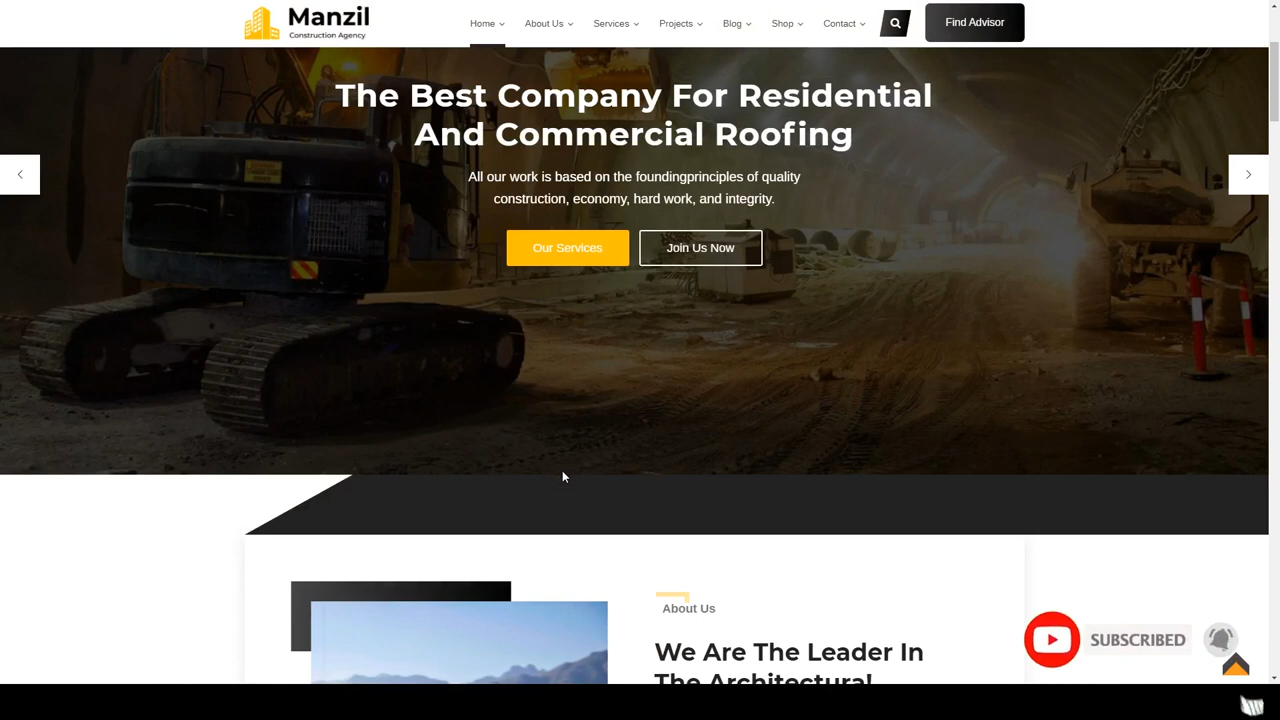 Manzil
Construction Agency
Home
About Us
Services
Projects
Blog
Shop
Contact
Find Advisor
The Best Company For Residential
And Commercial Roofing
All our work is based on the foundingprinciples of quality
construction, economy, hard work, and integrity.
Our Services
Join Us Now
About Us
We Are The Leader In
The Architectural
SUBSCRIBED